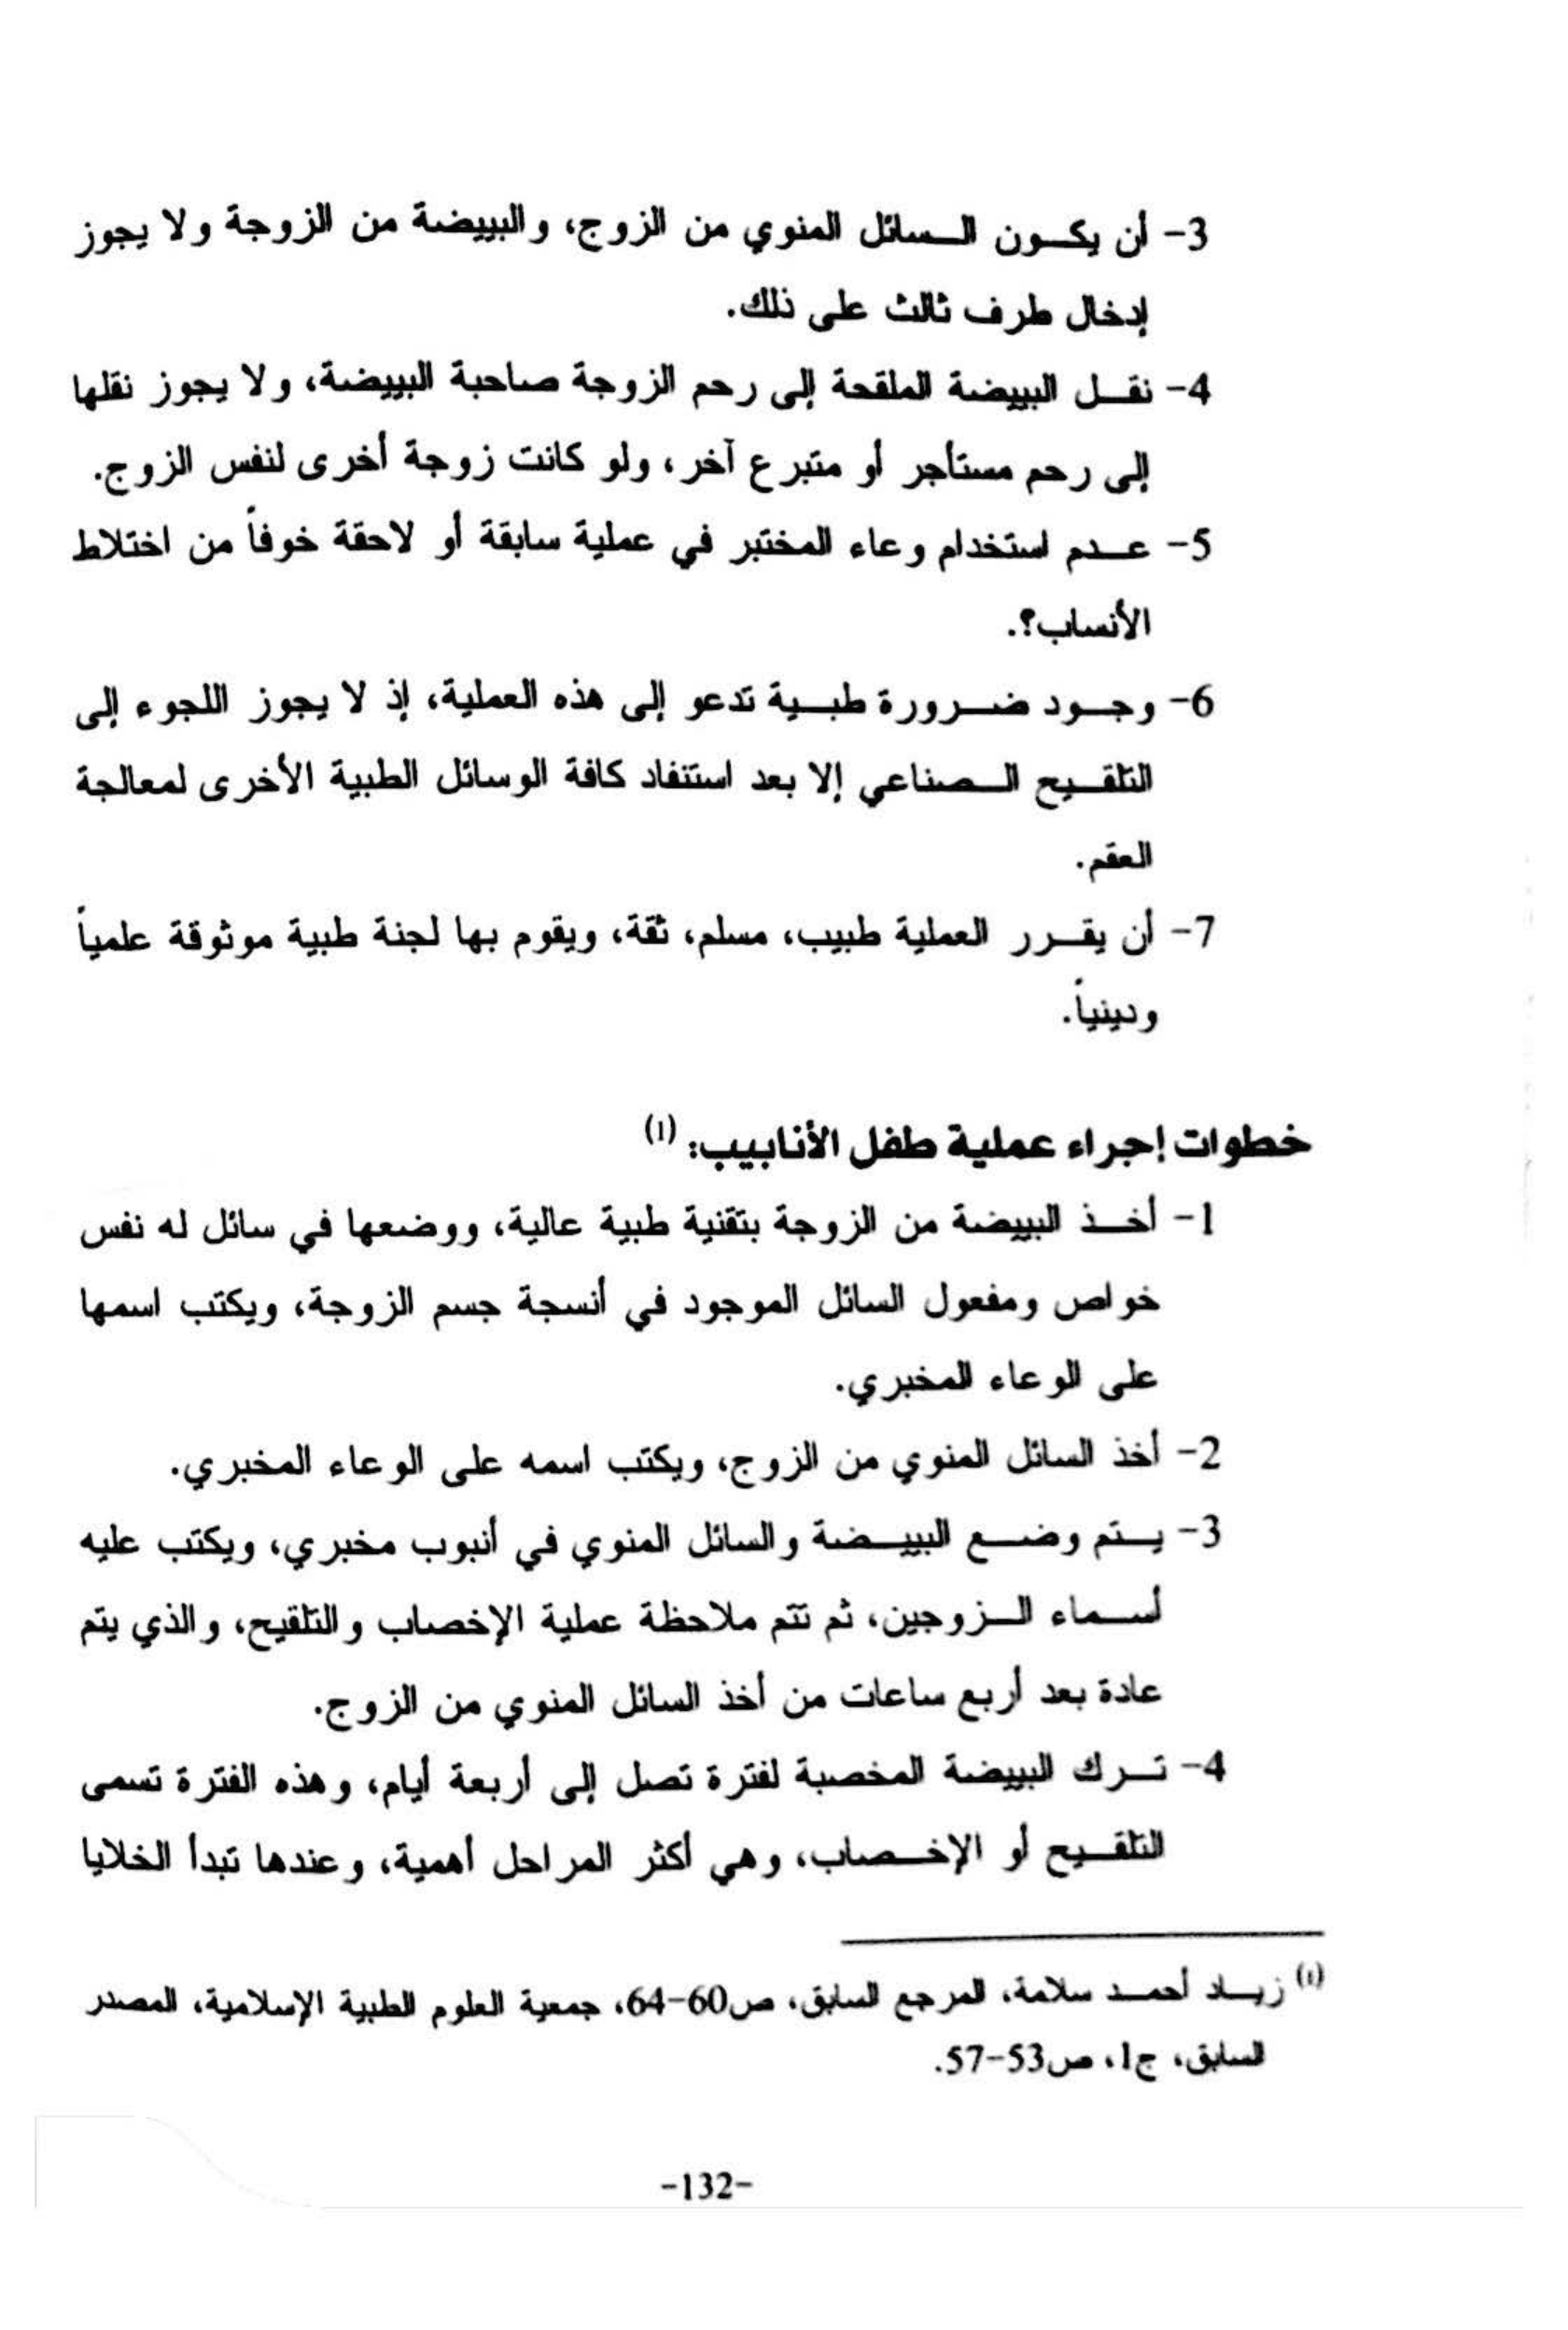 3- أن يكون السائل المنوي من الزوج، والبييضة من الزوجة ولا يجوز
إدخال طرف ثالث على ذلك.
4- نقل البييضة الملقحة إلى رحم الزوجة صاحبة البييضة، ولا يجوز نقلها
إلى رحم مستأجر أو متبرع آخر، ولو كانت زوجة أخرى لنفس الزوج.
5- عدم استخدام وعاء المختبر في عملية سابقة أو لاحقة خوفاً من اختلاط
الأنساب؟.
6- وجود ضرورة طبية تدعو إلى هذه العملية، إذ لا يجوز اللجوء إلى
التلقيح الصناعي إلا بعد استنفاد كافة الوسائل الطبية الأخرى لمعالجة
العقم.
7- أن يقرر العملية طبيب، مسلم، ثقة، ويقوم بها لجنة طبية موثوقة علمياً
ودينياً.
خطوات إجراء عملية طفل الأنابيب: (1)
1- أخذ البييضة من الزوجة بتقنية طبية عالية، ووضعها في سائل له نفس
خواص ومفعول السائل الموجود في أنسجة جسم الزوجة، ويكتب اسمها
على الوعاء المخبري.
2- أخذ السائل المنوي من الزوج، ويكتب اسمه على الوعاء المخبري.
3- يتم وضع البييضة والسائل المنوي في أنبوب مخبري، ويكتب عليه
أسماء الزوجين، ثم تتم ملاحظة عملية الإخصاب والتلقيح، والذي يتم
عادة بعد أربع ساعات من أخذ السائل المنوي من الزوج.
4- ترك البييضة المخصبة لفترة تصل إلى أربعة أيام، وهذه الفترة تسمى
التلقيح أو الإخصاب، وهي أكثر المراحل أهمية، وعندها تبدأ الخلايا
(1) زياد أحمد سلامة، المرجع السابق، ص60-64، جمعية العلوم الطبية الإسلامية، المصدر
السابق، ج1، ص53-57.
-132-